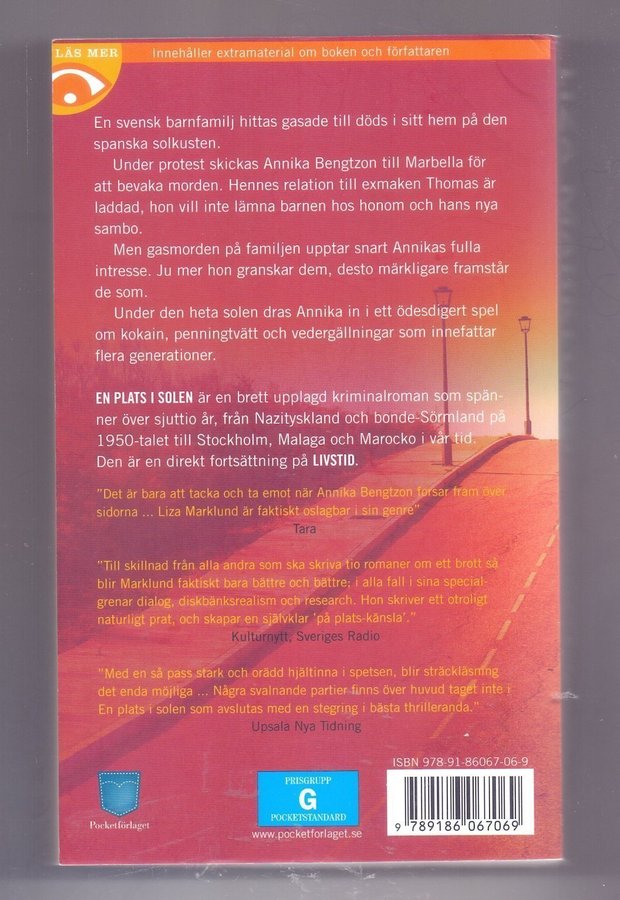 LÄS MER
Innehåller extramaterial om boken och författaren
En svensk barnfamilj hittas gasade till döds i sitt hem på den
spanska solkusten.
Under protest skickas Annika Bengtzon till Marbella för
att bevaka morden. Hennes relation till exmaken Thomas är
laddad, hon vill inte lämna barnen hos honom och hans nya
sambo.
Men gasmorden på familjen upptar snart Annikas fulla
intresse. Ju mer hon granskar dem, desto märkligare framstår
de som.
Under den heta solen dras Annika in i ett ödesdigert spel
om kokain, penningtvätt och vedergällningar som innefattar
flera generationer.
EN PLATS I SOLEN är en brett upplagd kriminalroman som spän-
ner över sjuttio år, från Nazityskland och bonde-Sörmland på
1950-talet till Stockholm, Malaga och Marocko i vår tid.
Den är en direkt fortsättning på LIVSTID.
"Det är bara att tacka och ta emot när Annika Bengtzon forsar fram över
sidorna ... Liza Marklund är faktiskt oslagbar i sin genre"
Tara
"Till skillnad från alla andra som ska skriva tio romaner om ett brott så
blir Marklund faktiskt bara bättre och bättre; i alla fall i sina special-
grenar dialog, diskbänksrealism och research. Hon skriver ett otroligt
naturligt prat, och skapar en självklar 'på plats-känsla'."
Kulturnytt, Sveriges Radio
"Med en så pass stark och orädd hjältinna i spetsen, blir sträckläsning
det enda möjliga ... Några svalnande partier finns över huvud taget inte i
En plats i solen som avslutas med en stegring i bästa thrilleranda."
Upsala Nya Tidning
ISBN 978-91-86067-06-9
Pocketförlaget
PRISGRUPP
G
POCKETSTANDARD
www.pocketforlaget.se
9 789186 067069